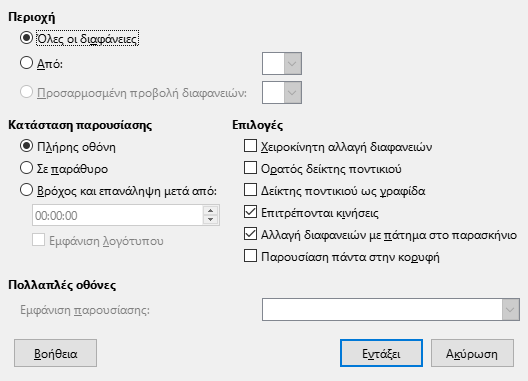 Περιοχή
Όλες οι διαφάνειες
Από:
Προσαρμοσμένη προβολή διαφανειών:
Κατάσταση παρουσίασης
Πλήρης οθόνη
Σε παράθυρο
Βρόχος και επανάληψη μετά από:
00:00:00
Εμφάνιση λογότυπου
Επιλογές
Χειροκίνητη αλλαγή διαφανειών
Ορατός δείκτης ποντικιού
Δείκτης ποντικιού ως γραφίδα
Επιτρέπονται κινήσεις
Αλλαγή διαφανειών με πάτημα στο παρασκήνιο
Παρουσίαση πάντα στην κορυφή
Πολλαπλές οθόνες
Εμφάνιση παρουσίασης:
Βοήθεια
Εντάξει
Ακύρωση